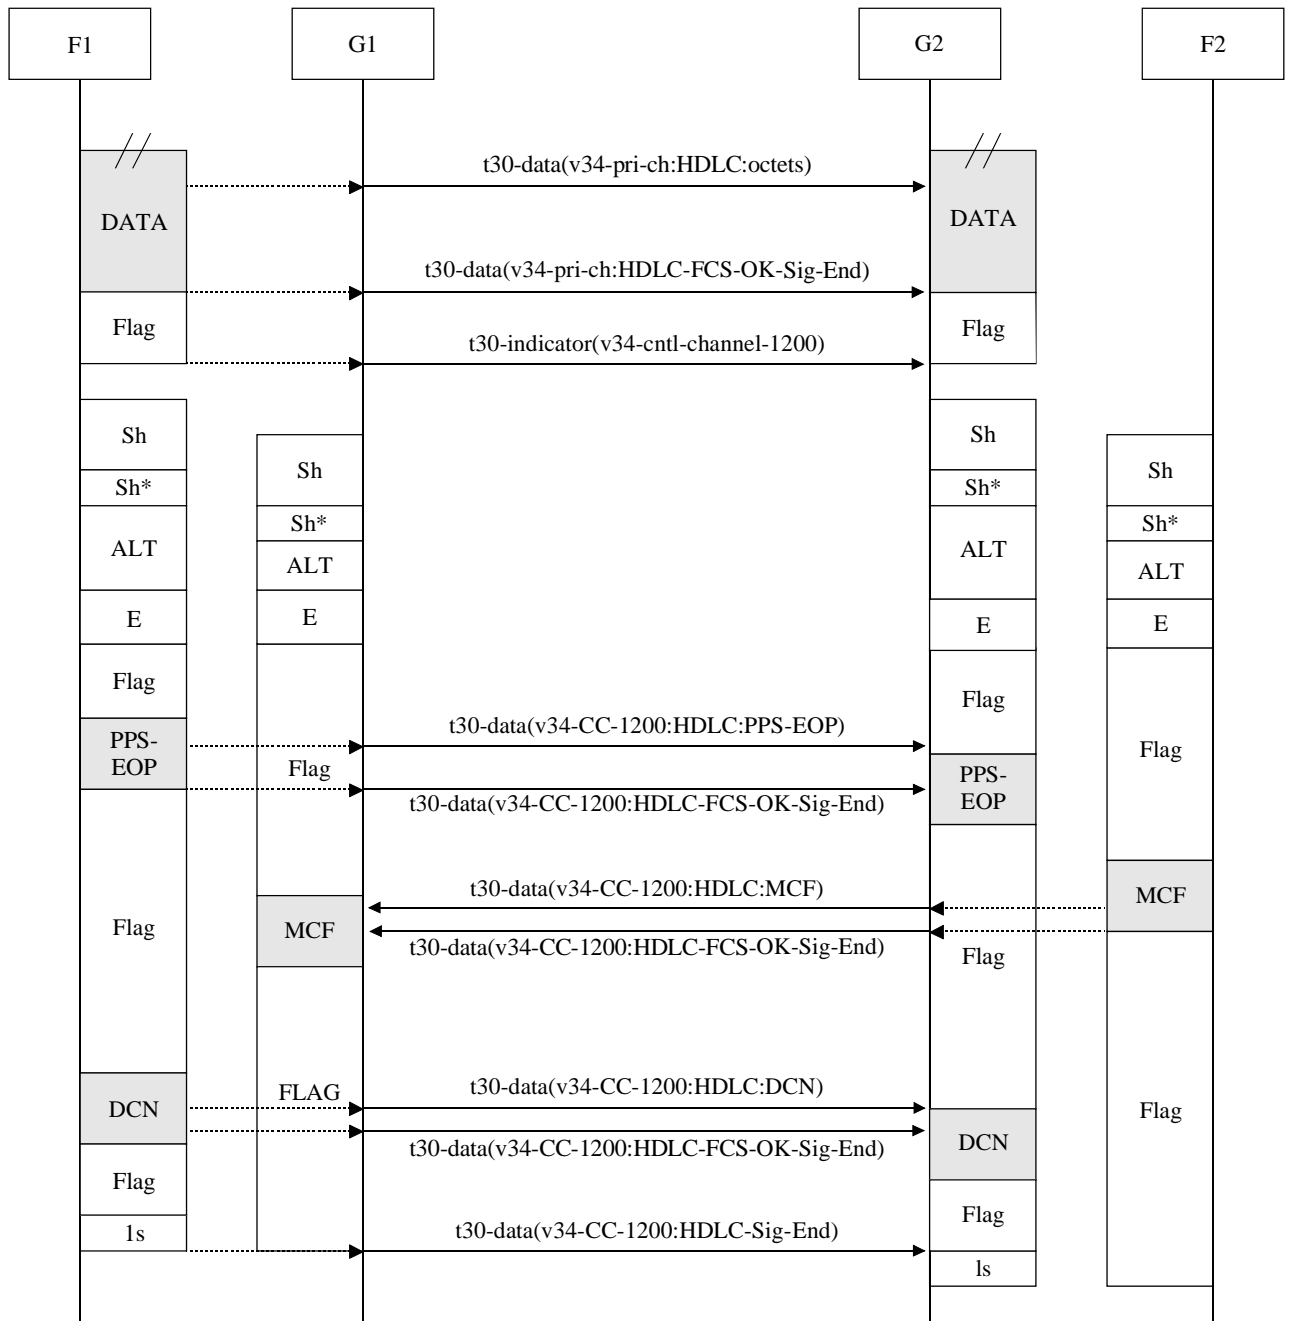 F1
G1
G2
F2
t30-data(v34-pri-ch:HDLC:octets)
DATA
DATA
t30-data(v34-pri-ch:HDLC-FCS-OK-Sig-End)
Flag
Flag
t30-indicator(v34-cntl-channel-1200)
Sh
Sh
Sh
Sh
Sh*
Sh*
Sh*
Sh*
ALT
ALT
ALT
ALT
E
E
E
E
Flag
Flag
t30-data(v34-CC-1200:HDLC:PPS-EOP)
PPS-
EOP
Flag
Flag
PPS-
EOP
t30-data(v34-CC-1200:HDLC-FCS-OK-Sig-End)
t30-data(v34-CC-1200:HDLC:MCF)
MCF
Flag
MCF
t30-data(v34-CC-1200:HDLC-FCS-OK-Sig-End)
Flag
t30-data(v34-CC-1200:HDLC:DCN)
FLAG
DCN
Flag
t30-data(v34-CC-1200:HDLC-FCS-OK-Sig-End)
DCN
Flag
Flag
1s
t30-data(v34-CC-1200:HDLC-Sig-End)
ls